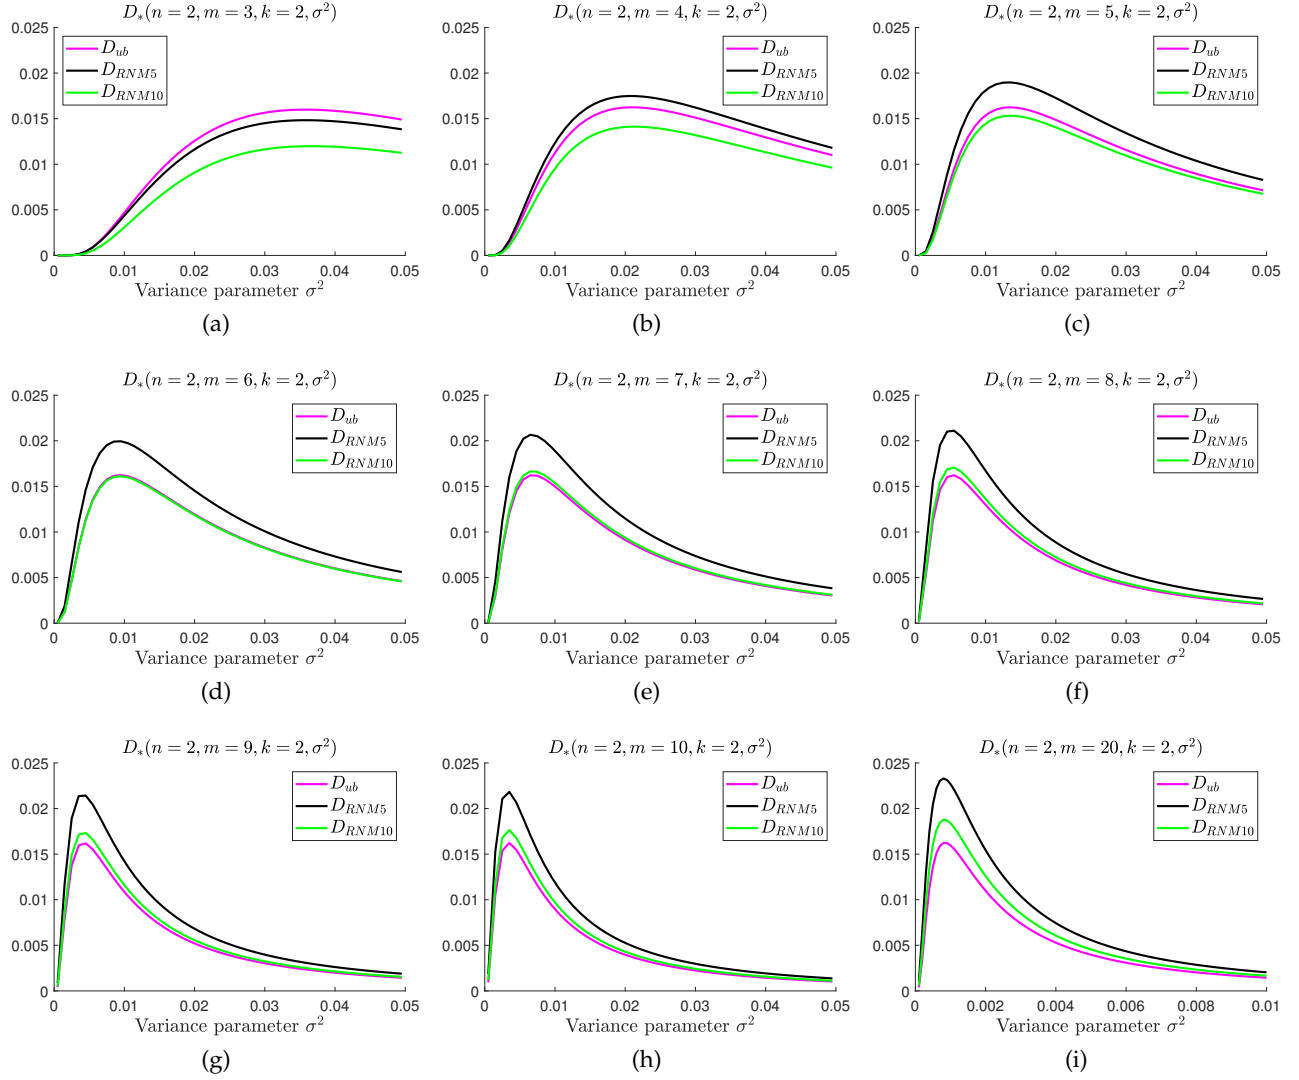 D∗(n = 2, m = 3, k = 2, σ²)
0.025
0.02
0.015
0.01
0.005
0
D_ub
D_RNM5
D_RNM10
0 0.01 0.02 0.03 0.04 0.05
Variance parameter σ²
(a)
D∗(n = 2, m = 4, k = 2, σ²)
0.025
0.02
0.015
0.01
0.005
0
D_ub
D_RNM5
D_RNM10
0 0.01 0.02 0.03 0.04 0.05
Variance parameter σ²
(b)
D∗(n = 2, m = 5, k = 2, σ²)
0.025
0.02
0.015
0.01
0.005
0
D_ub
D_RNM5
D_RNM10
0 0.01 0.02 0.03 0.04 0.05
Variance parameter σ²
(c)
D∗(n = 2, m = 6, k = 2, σ²)
0.025
0.02
0.015
0.01
0.005
0
D_ub
D_RNM5
D_RNM10
0 0.01 0.02 0.03 0.04 0.05
Variance parameter σ²
(d)
D∗(n = 2, m = 7, k = 2, σ²)
0.025
0.02
0.015
0.01
0.005
0
D_ub
D_RNM5
D_RNM10
0 0.01 0.02 0.03 0.04 0.05
Variance parameter σ²
(e)
D∗(n = 2, m = 8, k = 2, σ²)
0.025
0.02
0.015
0.01
0.005
0
D_ub
D_RNM5
D_RNM10
0 0.01 0.02 0.03 0.04 0.05
Variance parameter σ²
(f)
D∗(n = 2, m = 9, k = 2, σ²)
0.025
0.02
0.015
0.01
0.005
0
D_ub
D_RNM5
D_RNM10
0 0.01 0.02 0.03 0.04 0.05
Variance parameter σ²
(g)
D∗(n = 2, m = 10, k = 2, σ²)
0.025
0.02
0.015
0.01
0.005
0
D_ub
D_RNM5
D_RNM10
0 0.01 0.02 0.03 0.04 0.05
Variance parameter σ²
(h)
D∗(n = 2, m = 20, k = 2, σ²)
0.025
0.02
0.015
0.01
0.005
0
D_ub
D_RNM5
D_RNM10
0 0.002 0.004 0.006 0.008 0.01
Variance parameter σ²
(i)